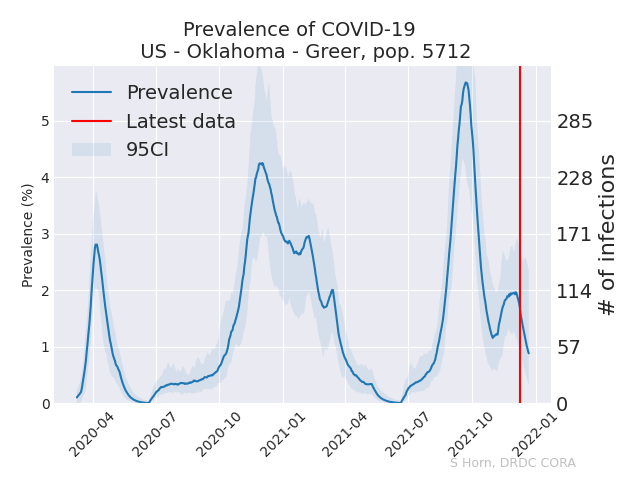 Prevalence of COVID-19
US - Oklahoma - Greer, pop. 5712
Prevalence
Latest data
95CI
Prevalence (%)
5
4
3
2
1
0
285
228
171
114
57
0
# of infections
2020-04
2020-07
2020-10
2021-01
2021-04
2021-07
2021-10
2022-01
S Horn, DRDC CORA